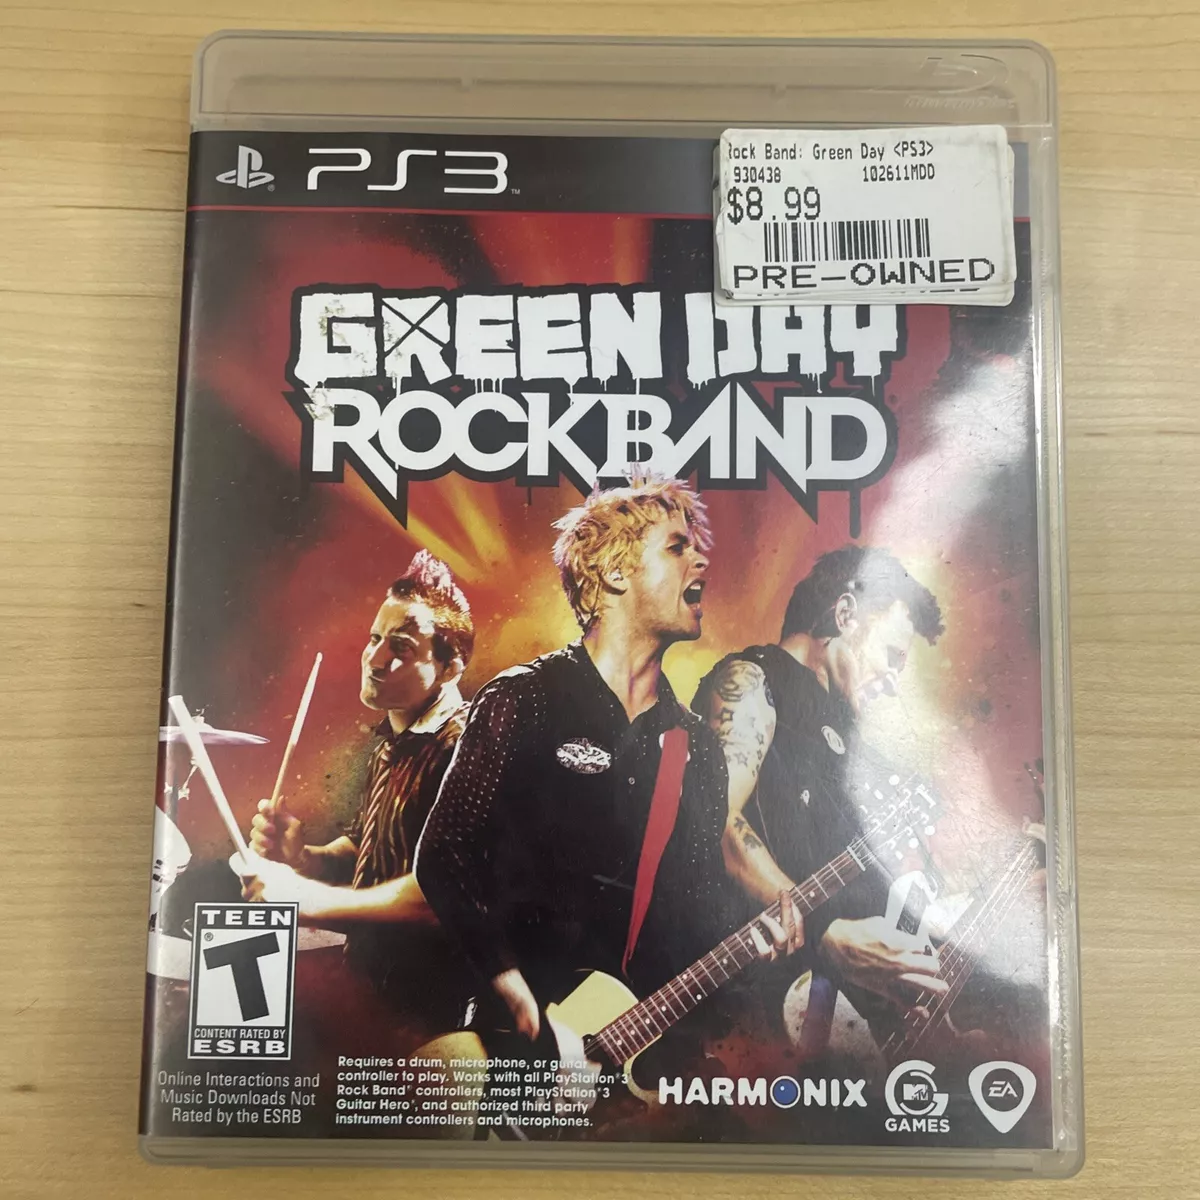 PS3™
Rock Band: Green Day <PS3>
930438 102611MDD
$8.99
PRE-OWNED
GREEN DAY
ROCKBAND
TEEN
T®
CONTENT RATED BY
ESRB
Online Interactions and
Music Downloads Not
Rated by the ESRB
Requires a drum, microphone, or guitar
controller to play. Works with all PlayStation®3
Rock Band® controllers, most PlayStation®3
Guitar Hero®, and authorized third party
instrument controllers and microphones.
HARMONIX
MTV
GAMES
EA